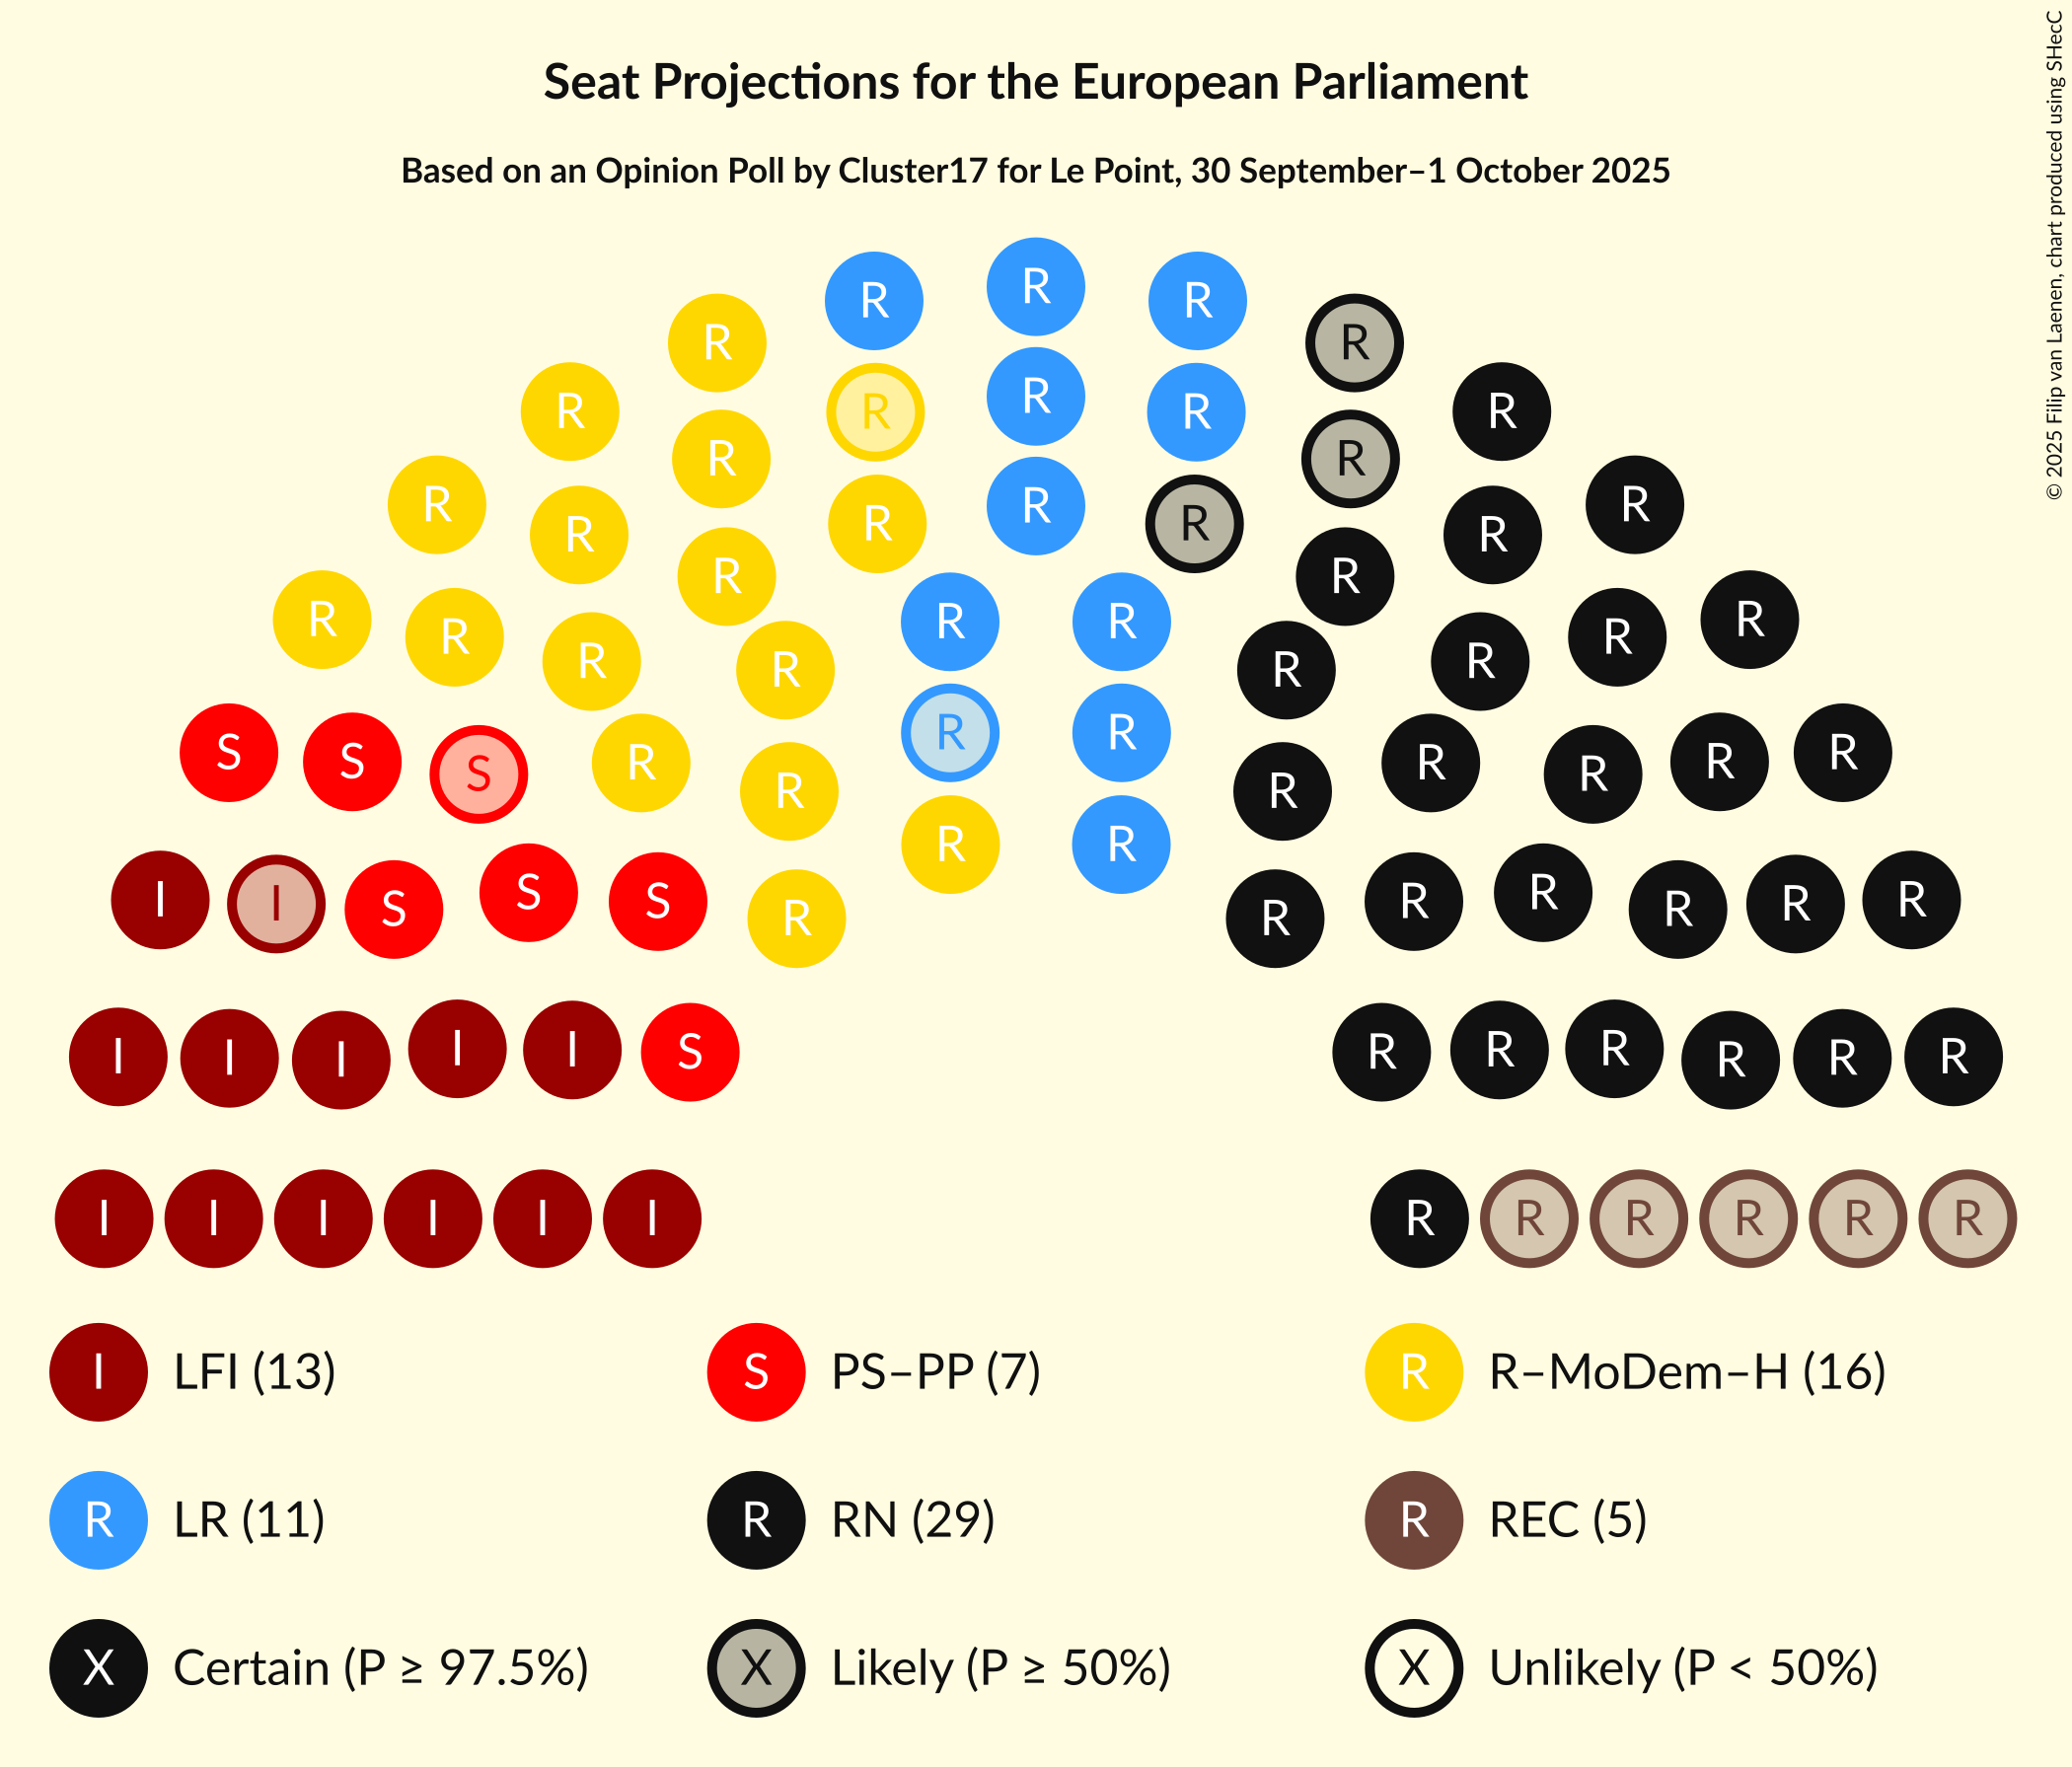 Seat Projections for the European Parliament
Based on an Opinion Poll by Cluster17 for Le Point, 30 September–1 October 2025
© 2025 Filip van Laenen, chart produced using SHecC
R R R
R R
R R R R R
R R R R
R R R
R R R R
R R R R R R
R R R R R R
S S S R R R R R R R R R
I I S S S R R R R R R R R R
I I I I I S R R R R R R
I I I I I I R R R R R R
I LFI (13) S PS–PP (7) R R–MoDem–H (16)
R LR (11) R RN (29) R REC (5)
X Certain (P ≥ 97.5%) X Likely (P ≥ 50%) X Unlikely (P < 50%)